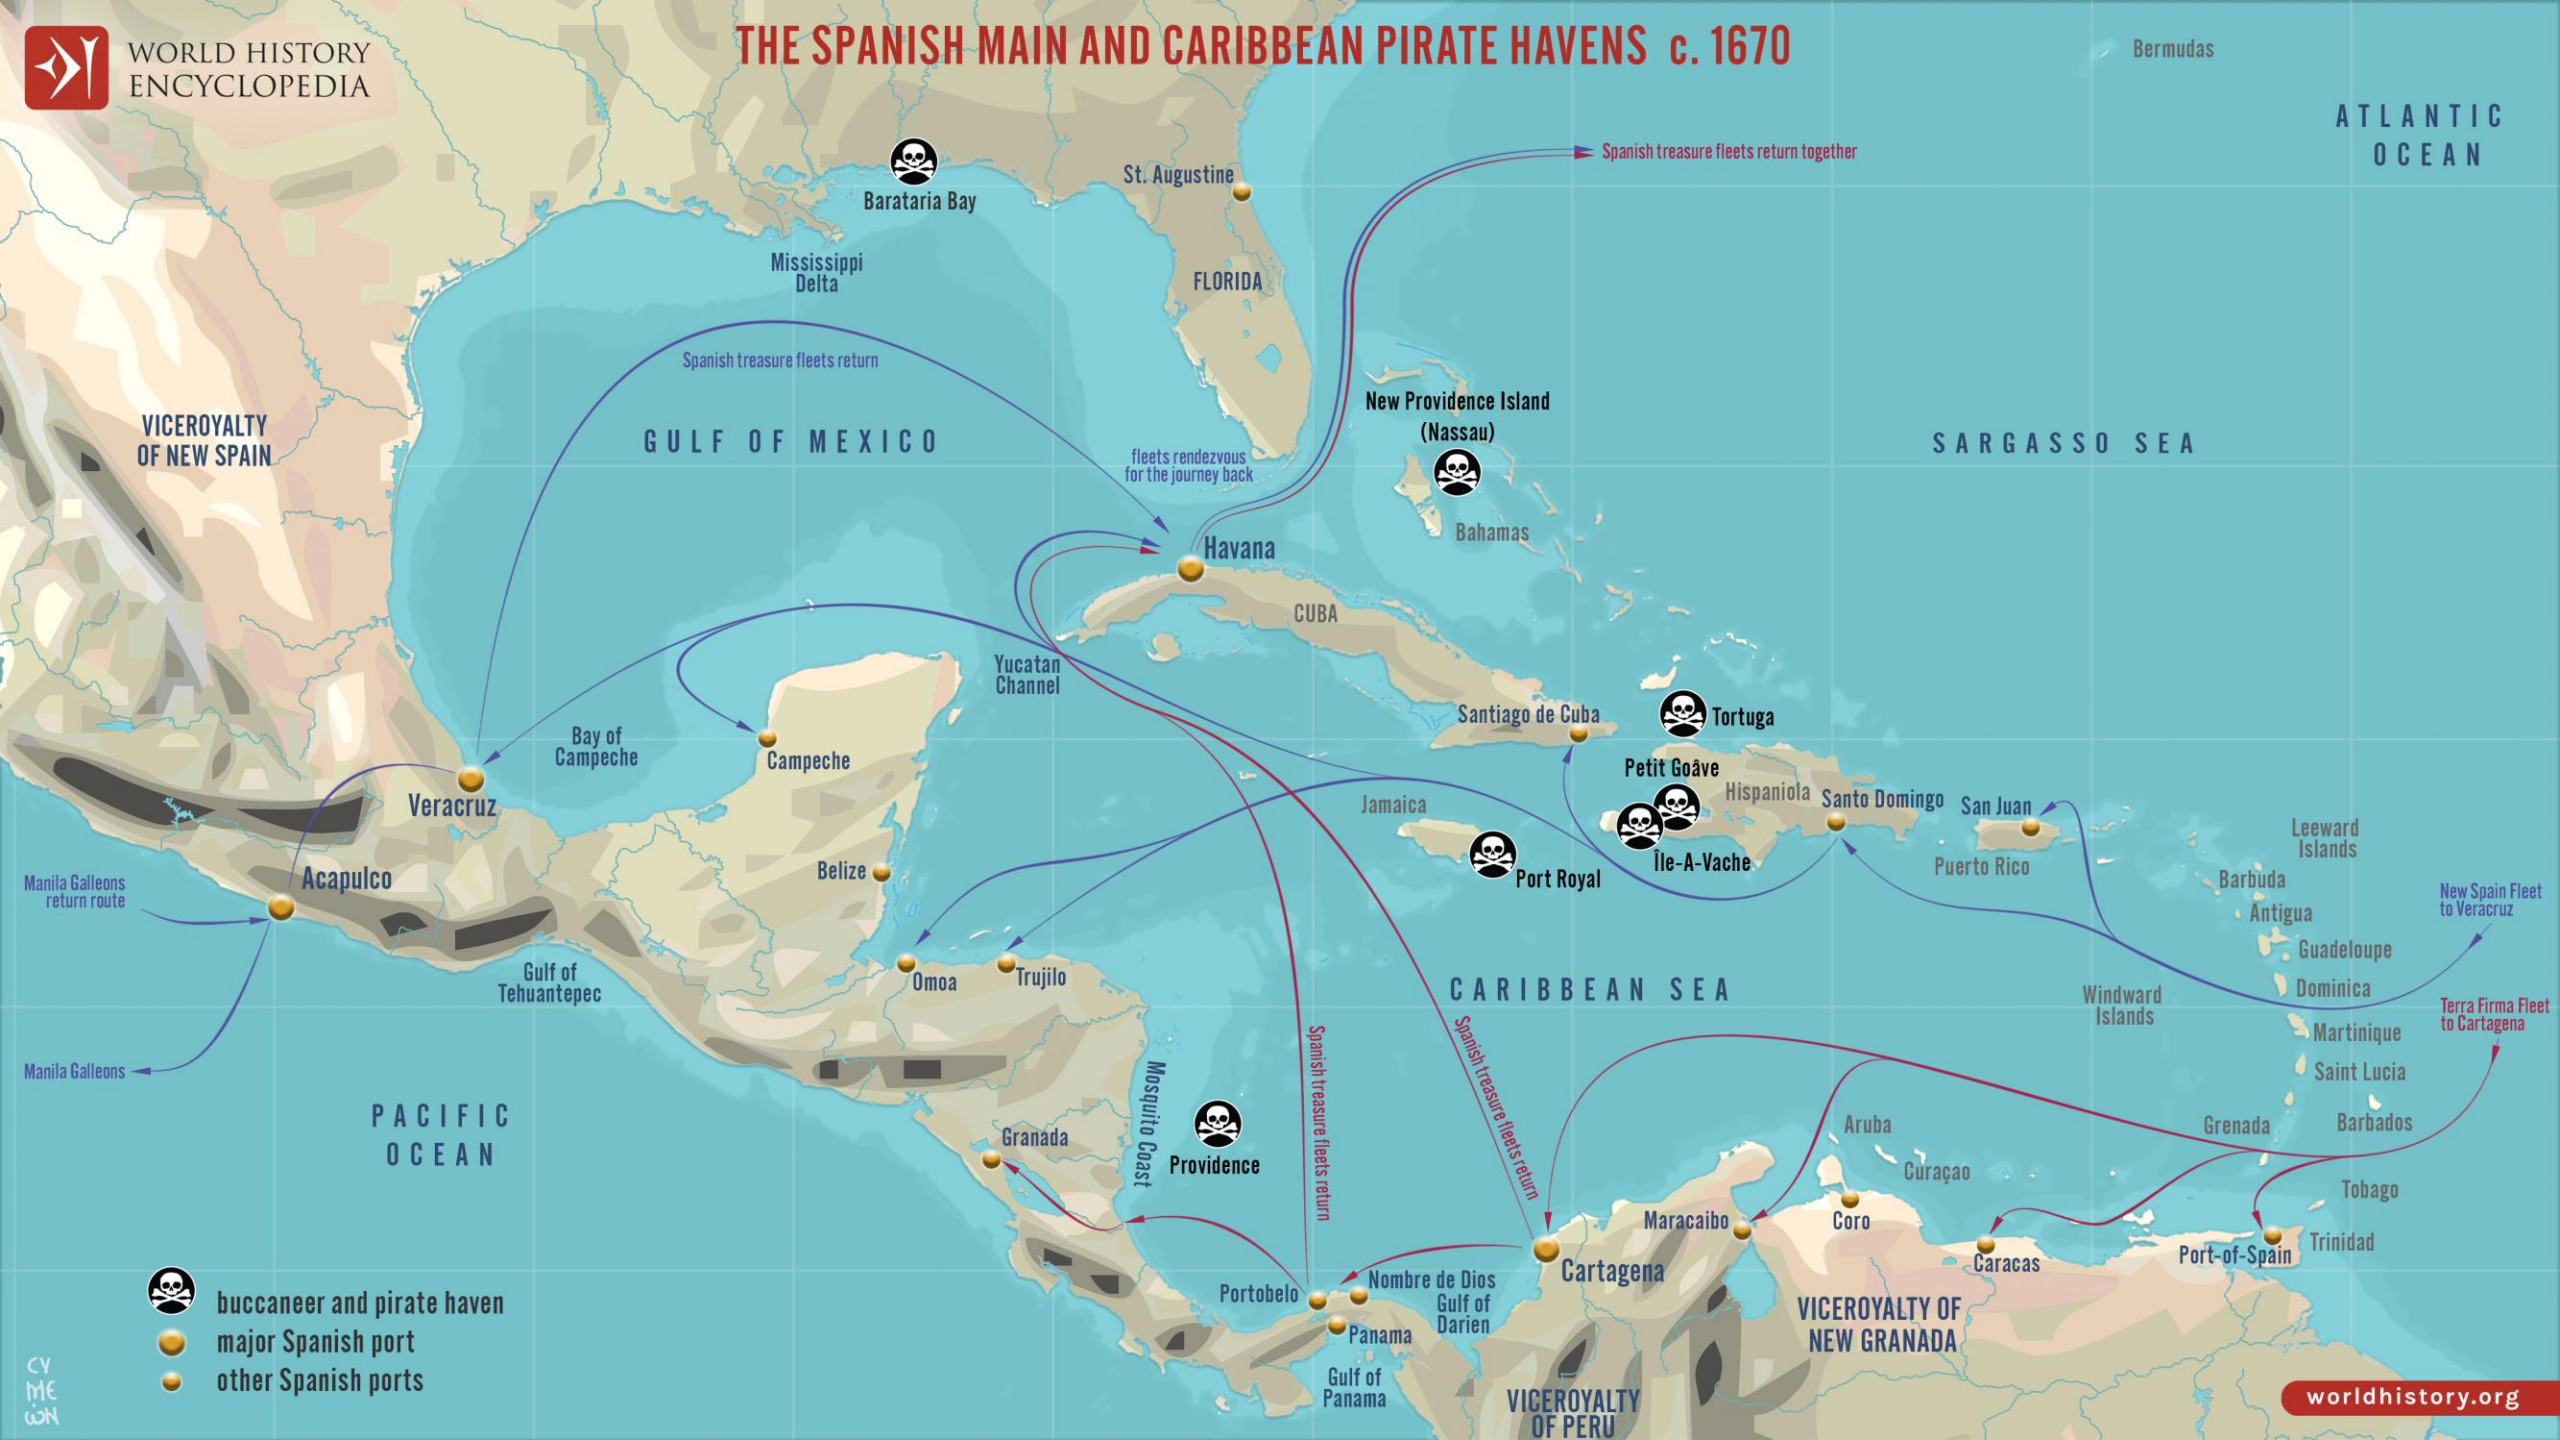 WORLD HISTORY
ENCYCLOPEDIA
THE SPANISH MAIN AND CARIBBEAN PIRATE HAVENS c. 1670
Bermudas
ATLANTIC
OCEAN
Spanish treasure fleets return together
St. Augustine
Barataria Bay
Mississippi
Delta
FLORIDA
Spanish treasure fleets return
New Providence Island
(Nassau)
VICEROYALTY
OF NEW SPAIN
GULF OF MEXICO
SARGASSO SEA
fleets rendezvous
for the journey back
Bahamas
Havana
CUBA
Yucatan
Channel
Santiago de Cuba
Tortuga
Bay of
Campeche
Campeche
Petit Goâve
Hispaniola
Santo Domingo
San Juan
Veracruz
Jamaica
Leeward
Islands
Belize
Île-A-Vache
Puerto Rico
Port Royal
Barbuda
Acapulco
Manila Galleons
return route
New Spain Fleet
to Veracruz
Antigua
Guadeloupe
Gulf of
Tehuantepec
Omoa
Trujilo
CARIBBEAN SEA
Dominica
Windward
Islands
Terra Firma Fleet
to Cartagena
Martinique
Manila Galleons
Saint Lucia
Mosquito Coast
Spanish treasure fleets return
Spanish treasure fleets return
PACIFIC
OCEAN
Granada
Providence
Aruba
Grenada
Barbados
Curaçao
Tobago
Maracaibo
Coro
Trinidad
Port-of-Spain
Caracas
Cartagena
Portobelo
Nombre de Dios
Gulf of
Darien
Panama
VICEROYALTY OF
NEW GRANADA
Gulf of
Panama
VICEROYALTY
OF PERU
buccaneer and pirate haven
major Spanish port
other Spanish ports
CY
ME
ON
worldhistory.org